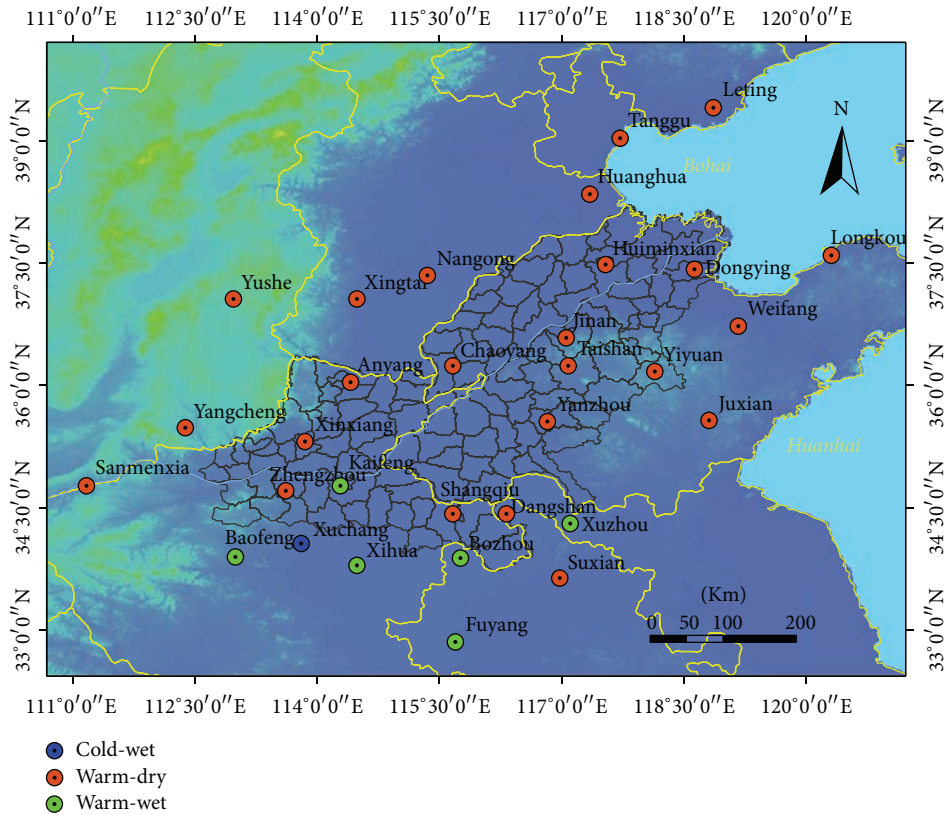 111°0′0″E 112°30′0″E 114°0′0″E 115°30′0″E 117°0′0″E 118°30′0″E 120°0′0″E
39°0′0″N
37°30′0″N
36°0′0″N
34°30′0″N
33°0′0″N
Leting
N
Tanggu
Bohai
Huanghua
Longkou
Huiminxian
Nangong
Dongying
Yushe
Xingtai
Weifang
Jinan
Taishan
Chaoyang
Yiyuan
Anyang
Yangcheng
Yanzhou
Juxian
Xinxiang
Huanhai
Sanmenxia
Kaifeng
Zhengzhou
Shangqiu
Dangshan
Xuzhou
Xuchang
Baofeng
Xihua
Bozhou
Suxian
(Km)
Fuyang
0 50 100 200
39°0′0″N
37°30′0″N
36°0′0″N
34°30′0″N
33°0′0″N
111°0′0″E 112°30′0″E 114°0′0″E 115°30′0″E 117°0′0″E 118°30′0″E 120°0′0″E
Cold-wet
Warm-dry
Warm-wet